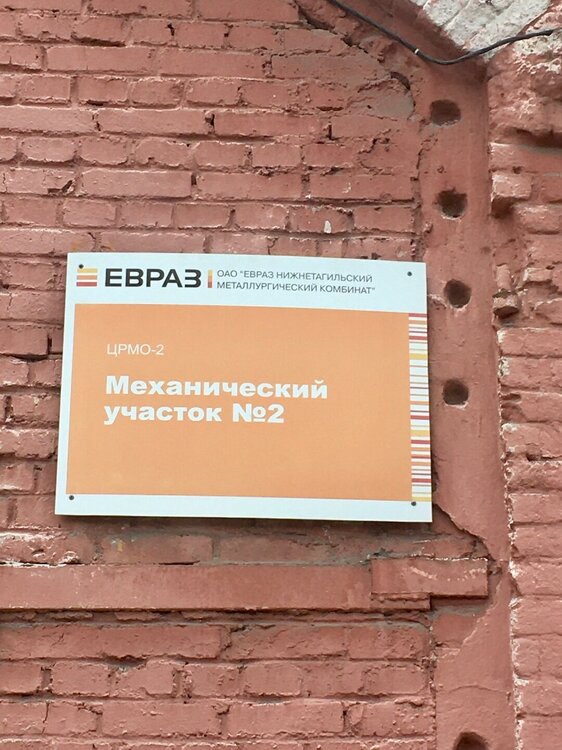 ЕВРАЗ
ОАО "ЕВРАЗ НИЖНЕТАГИЛЬСКИЙ
МЕТАЛЛУРГИЧЕСКИЙ КОМБИНАТ"
ЦРМО-2
Механический
участок №2